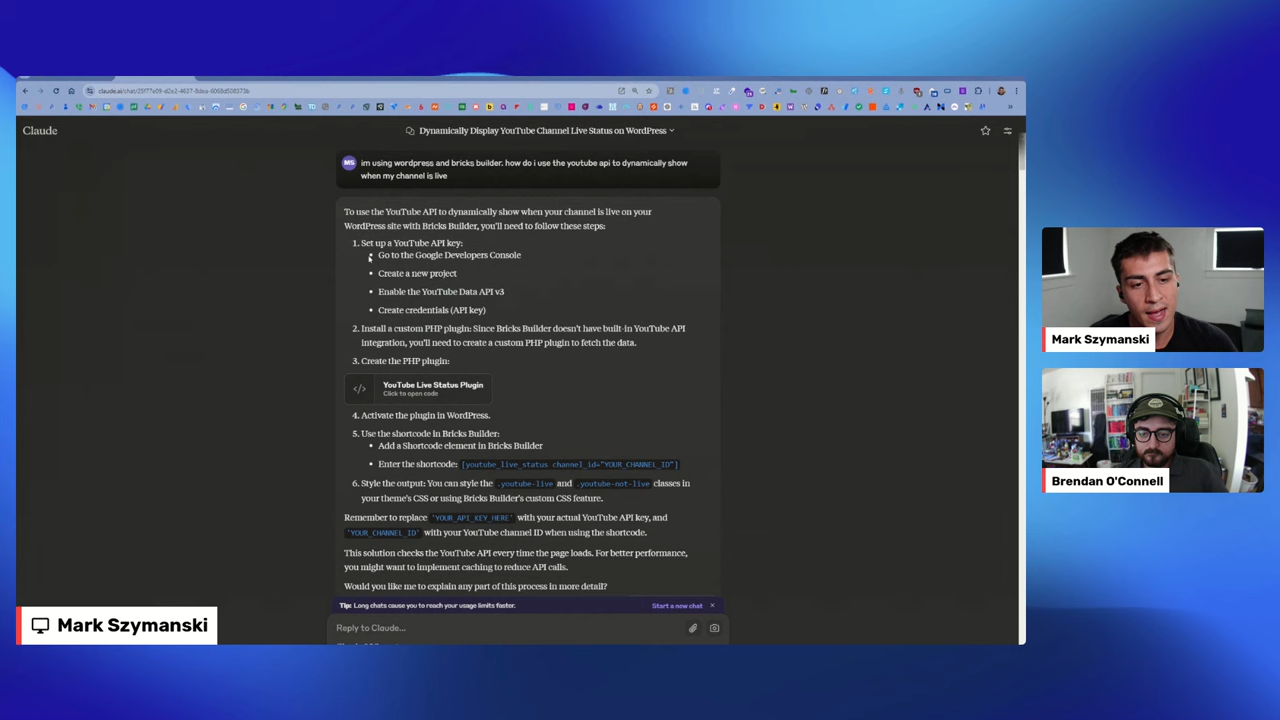 claude.ai/chat/25f77e09-d2e2-4637-8dea-6068d508373b
Claude
Dynamically Display YouTube Channel Live Status on WordPress
MS
im using wordpress and bricks builder. how do i use the youtube api to dynamically show
when my channel is live
To use the YouTube API to dynamically show when your channel is live on your
WordPress site with Bricks Builder, you'll need to follow these steps:
1. Set up a YouTube API key:
• Go to the Google Developers Console
• Create a new project
• Enable the YouTube Data API v3
• Create credentials (API key)
2. Install a custom PHP plugin: Since Bricks Builder doesn't have built-in YouTube API
integration, you'll need to create a custom PHP plugin to fetch the data.
3. Create the PHP plugin:
</> YouTube Live Status Plugin
Click to open code
4. Activate the plugin in WordPress.
5. Use the shortcode in Bricks Builder:
• Add a Shortcode element in Bricks Builder
• Enter the shortcode: [youtube_live_status channel_id="YOUR_CHANNEL_ID"]
6. Style the output: You can style the .youtube-live and .youtube-not-live classes in
your theme's CSS or using Bricks Builder's custom CSS feature.
Remember to replace 'YOUR_API_KEY_HERE' with your actual YouTube API key, and
'YOUR_CHANNEL_ID' with your YouTube channel ID when using the shortcode.
This solution checks the YouTube API every time the page loads. For better performance,
you might want to implement caching to reduce API calls.
Would you like me to explain any part of this process in more detail?
Tip: Long chats cause you to reach your usage limits faster. Start a new chat ×
Reply to Claude...
Mark Szymanski
Mark Szymanski
Brendan O'Connell